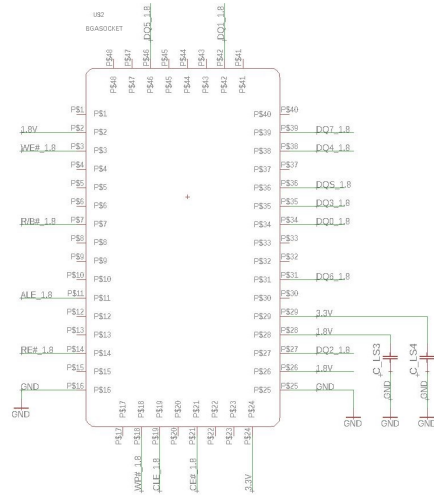 U$2
BGASOCKET
DQ5_1.8
DQ1_1.8
P$48 P$47 P$46 P$45 P$44 P$43 P$42 P$41
P$48 P$47 P$46 P$45 P$44 P$43 P$42 P$41
P$1 P$1 P$40 P$40
1.8V P$2 P$2 P$39 P$39 DQ7_1.8
WE#_1.8 P$3 P$3 P$38 P$38 DQ4_1.8
P$4 P$4 P$37 P$37
P$5 P$5 P$36 P$36 DQS_1.8
P$6 P$6 P$35 P$35 DQ3_1.8
R/B#_1.8 P$7 P$7 P$34 P$34 DQ0_1.8
P$8 P$8 P$33 P$33
P$9 P$9 P$32 P$32
P$10 P$10 P$31 P$31 DQ6_1.8
ALE_1.8 P$11 P$11 P$30 P$30
P$12 P$12 P$29 P$29 3.3V
P$13 P$13 P$28 P$28 1.8V
RE#_1.8 P$14 P$14 P$27 P$27 DQ2_1.8
P$15 P$15 P$26 P$26 1.8V
GND P$16 P$16 P$25 P$25 GND
C_LS3 C_LS4
GND GND
GND GND GND GND
P$17 P$18 P$19 P$20 P$21 P$22 P$23 P$24
P$17 P$18 P$19 P$20 P$21 P$22 P$23 P$24
WP#_1.8
CLE_1.8
CE#_1.8
3.3V